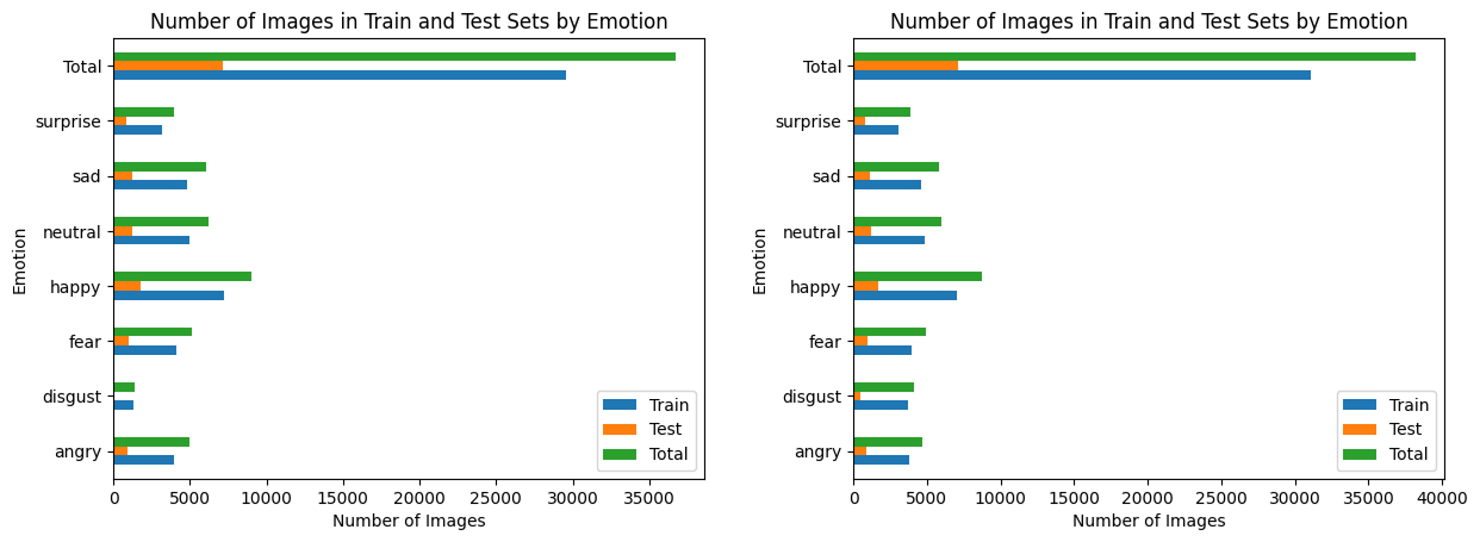 Number of Images in Train and Test Sets by Emotion
Total
surprise
sad
neutral
happy
fear
disgust
angry
Emotion
Train
Test
Total
0 5000 10000 15000 20000 25000 30000 35000
Number of Images
Number of Images in Train and Test Sets by Emotion
Total
surprise
sad
neutral
happy
fear
disgust
angry
Emotion
Train
Test
Total
0 5000 10000 15000 20000 25000 30000 35000 40000
Number of Images